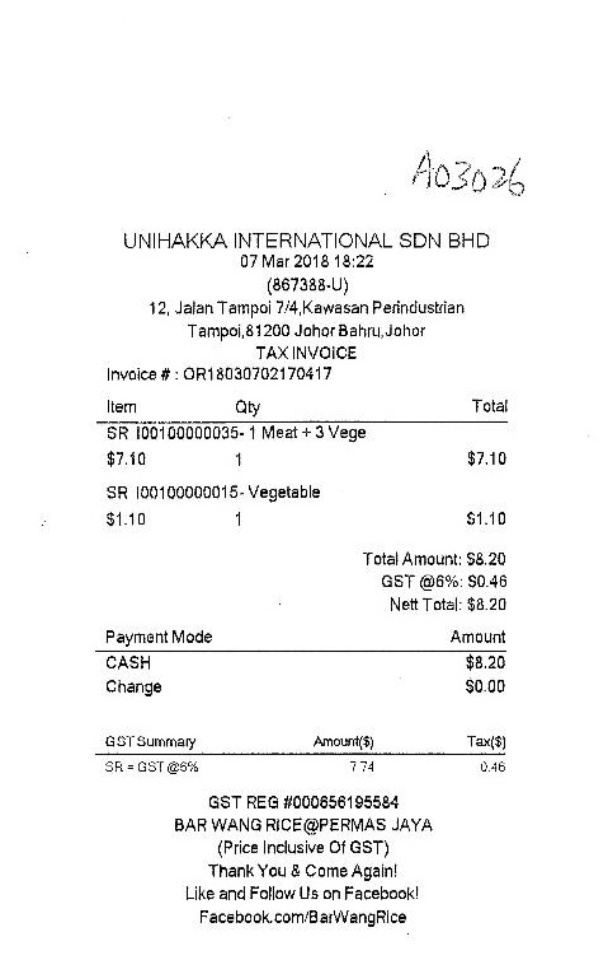 A03026
UNIHAKKA INTERNATIONAL SDN BHD
07 Mar 2018 18:22
(867388-U)
12, Jalan Tampoi 7/4,Kawasan Perindustrian
Tampoi,81200 Johor Bahru,Johor
TAX INVOICE
Invoice # : OR18030702170417
Item Qty Total
SR I00100000035- 1 Meat + 3 Vege
$7.10 1 $7.10
SR I00100000015- Vegetable
$1.10 1 $1.10
Total Amount: $8.20
GST @6%: $0.46
Nett Total: $8.20
Payment Mode Amount
CASH $8.20
Change $0.00
GST Summary Amount($) Tax($)
SR = GST @6% 7.74 0.46
GST REG #000656195584
BAR WANG RICE@PERMAS JAYA
(Price Inclusive Of GST)
Thank You & Come Again!
Like and Follow Us on Facebook!
Facebook.com/BarWangRice